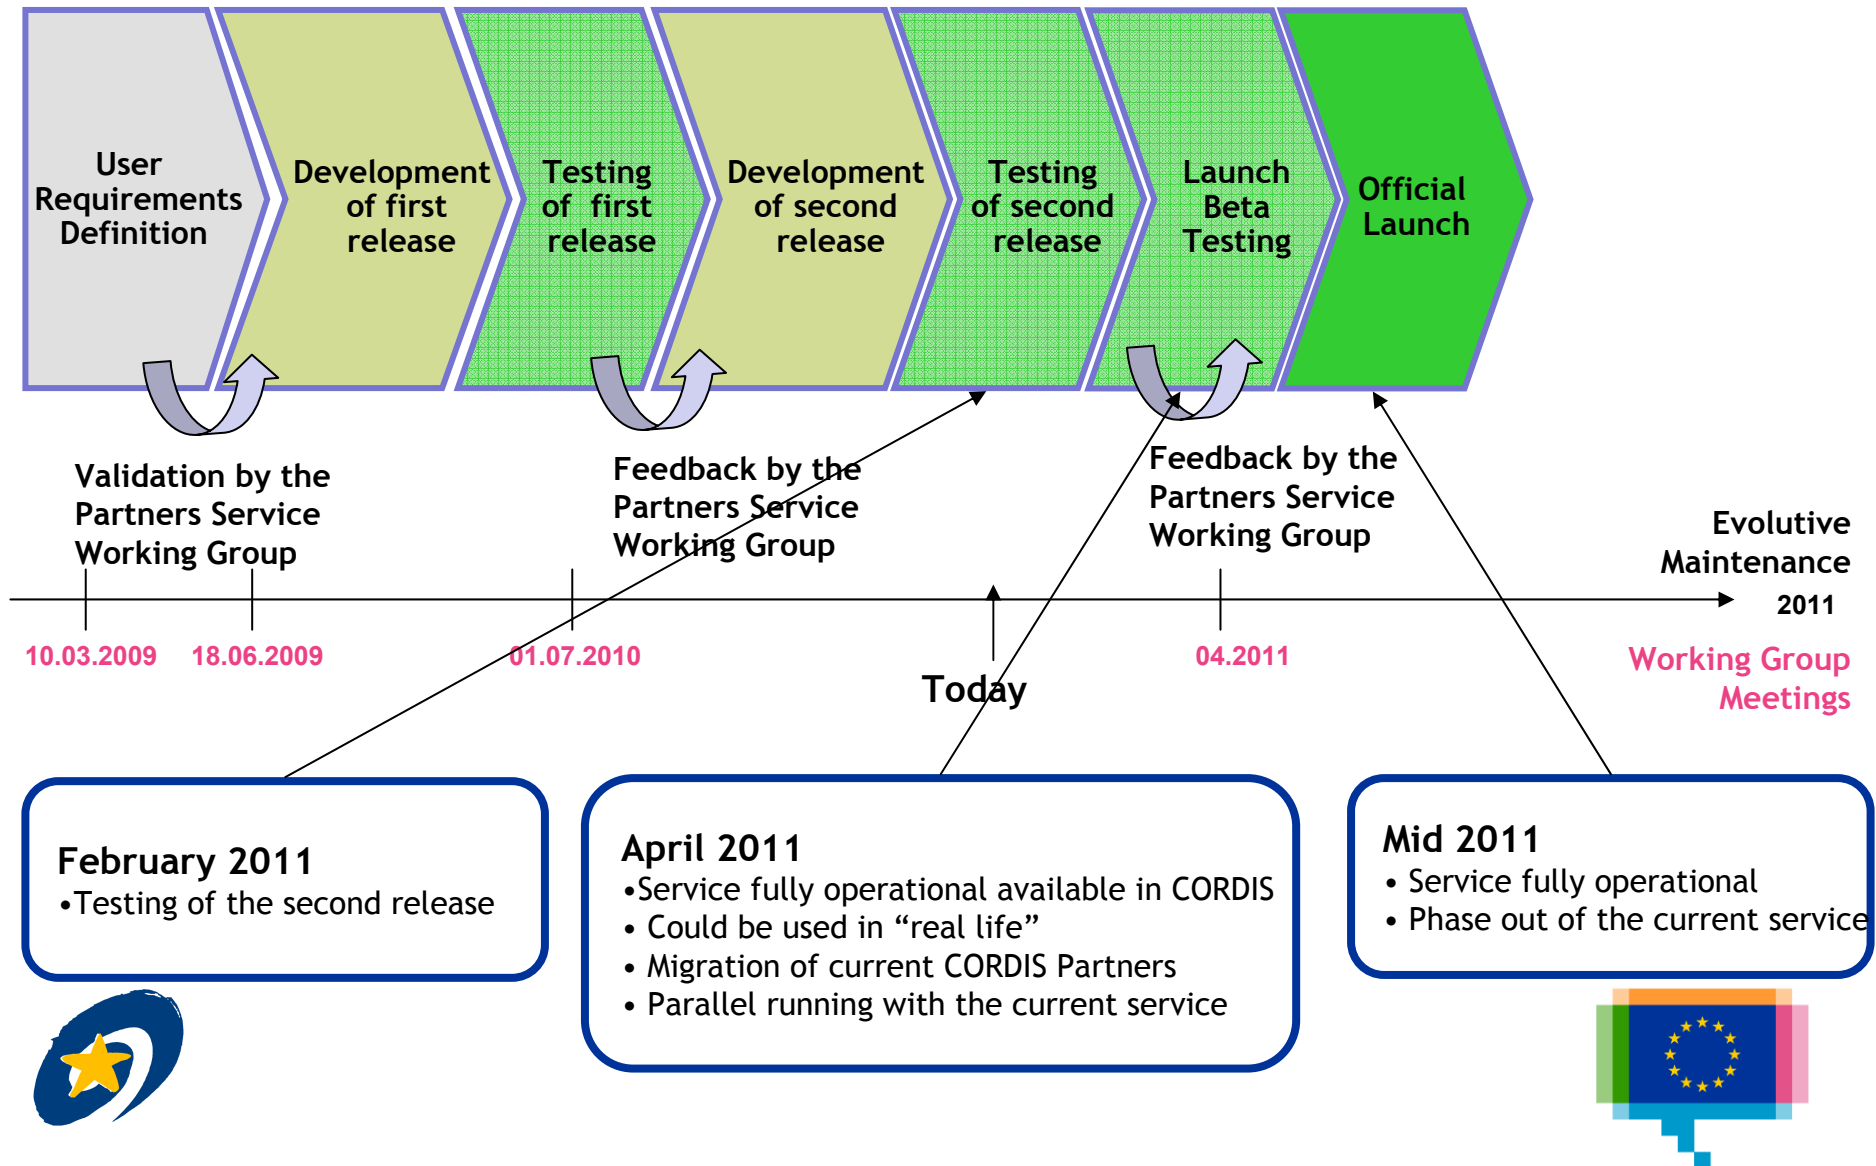 User
Requirements
Definition
Development
of first
release
Testing
of first
release
Development
of second
release
Testing
of second
release
Launch
Beta
Testing
Official
Launch
Validation by the
Partners Service
Working Group
Feedback by the
Partners Service
Working Group
Feedback by the
Partners Service
Working Group
Evolutive
Maintenance
2011
10.03.2009
18.06.2009
01.07.2010
Today
04.2011
Working Group
Meetings
February 2011
•Testing of the second release
April 2011
•Service fully operational available in CORDIS
• Could be used in “real life”
• Migration of current CORDIS Partners
• Parallel running with the current service
Mid 2011
• Service fully operational
• Phase out of the current service